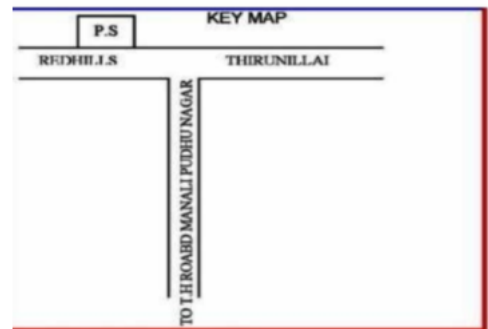 KEY MAP
P.S
REDHILLS THIRUNILLAI
TO T.H ROABD MANALI PUDHU NAGAR